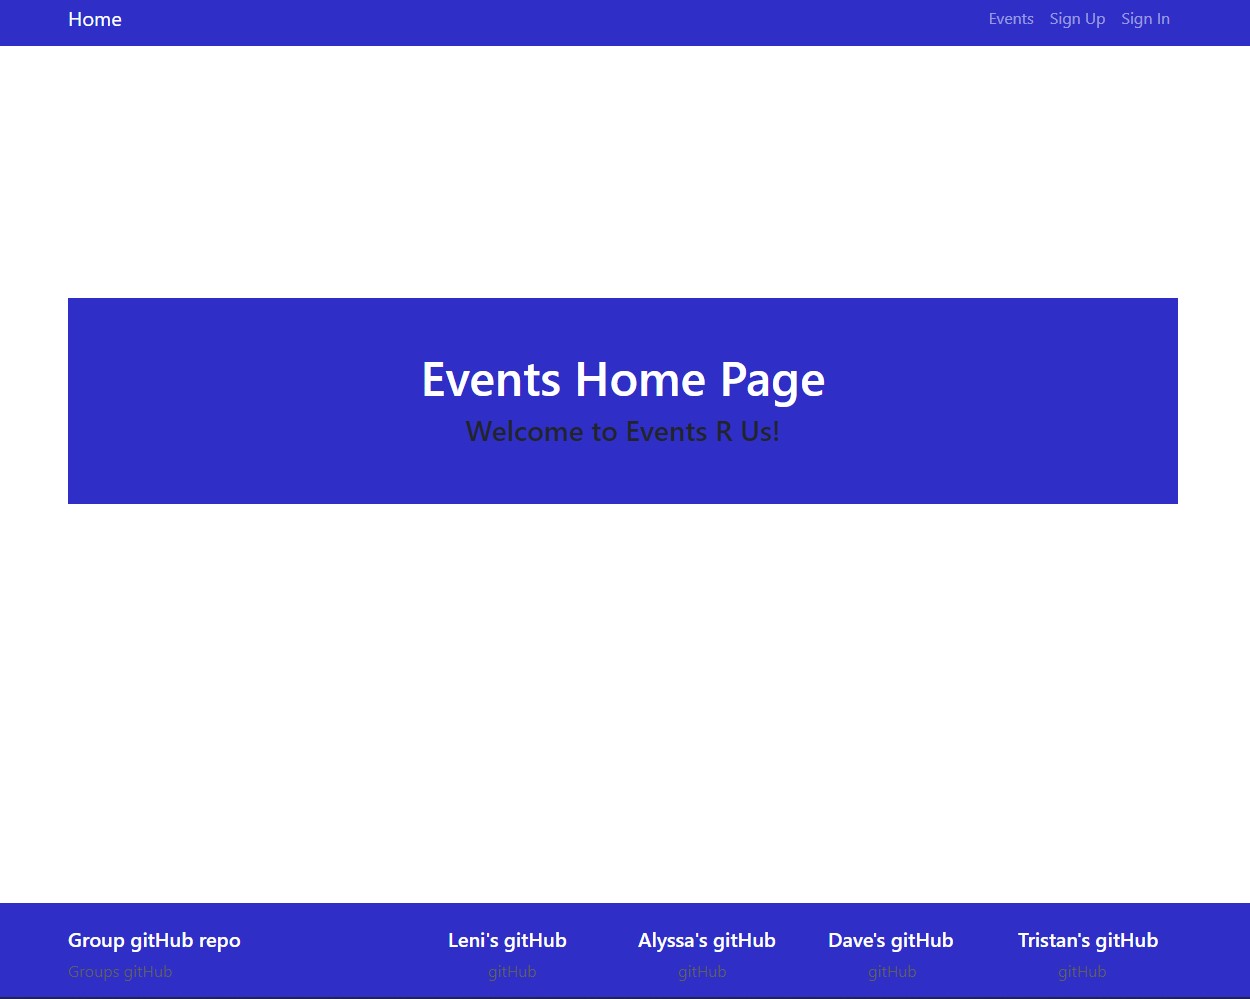 Home Events Sign Up Sign In
Events Home Page
Welcome to Events R Us!
Group gitHub repo Leni's gitHub Alyssa's gitHub Dave's gitHub Tristan's gitHub
Groups gitHub gitHub gitHub gitHub gitHub